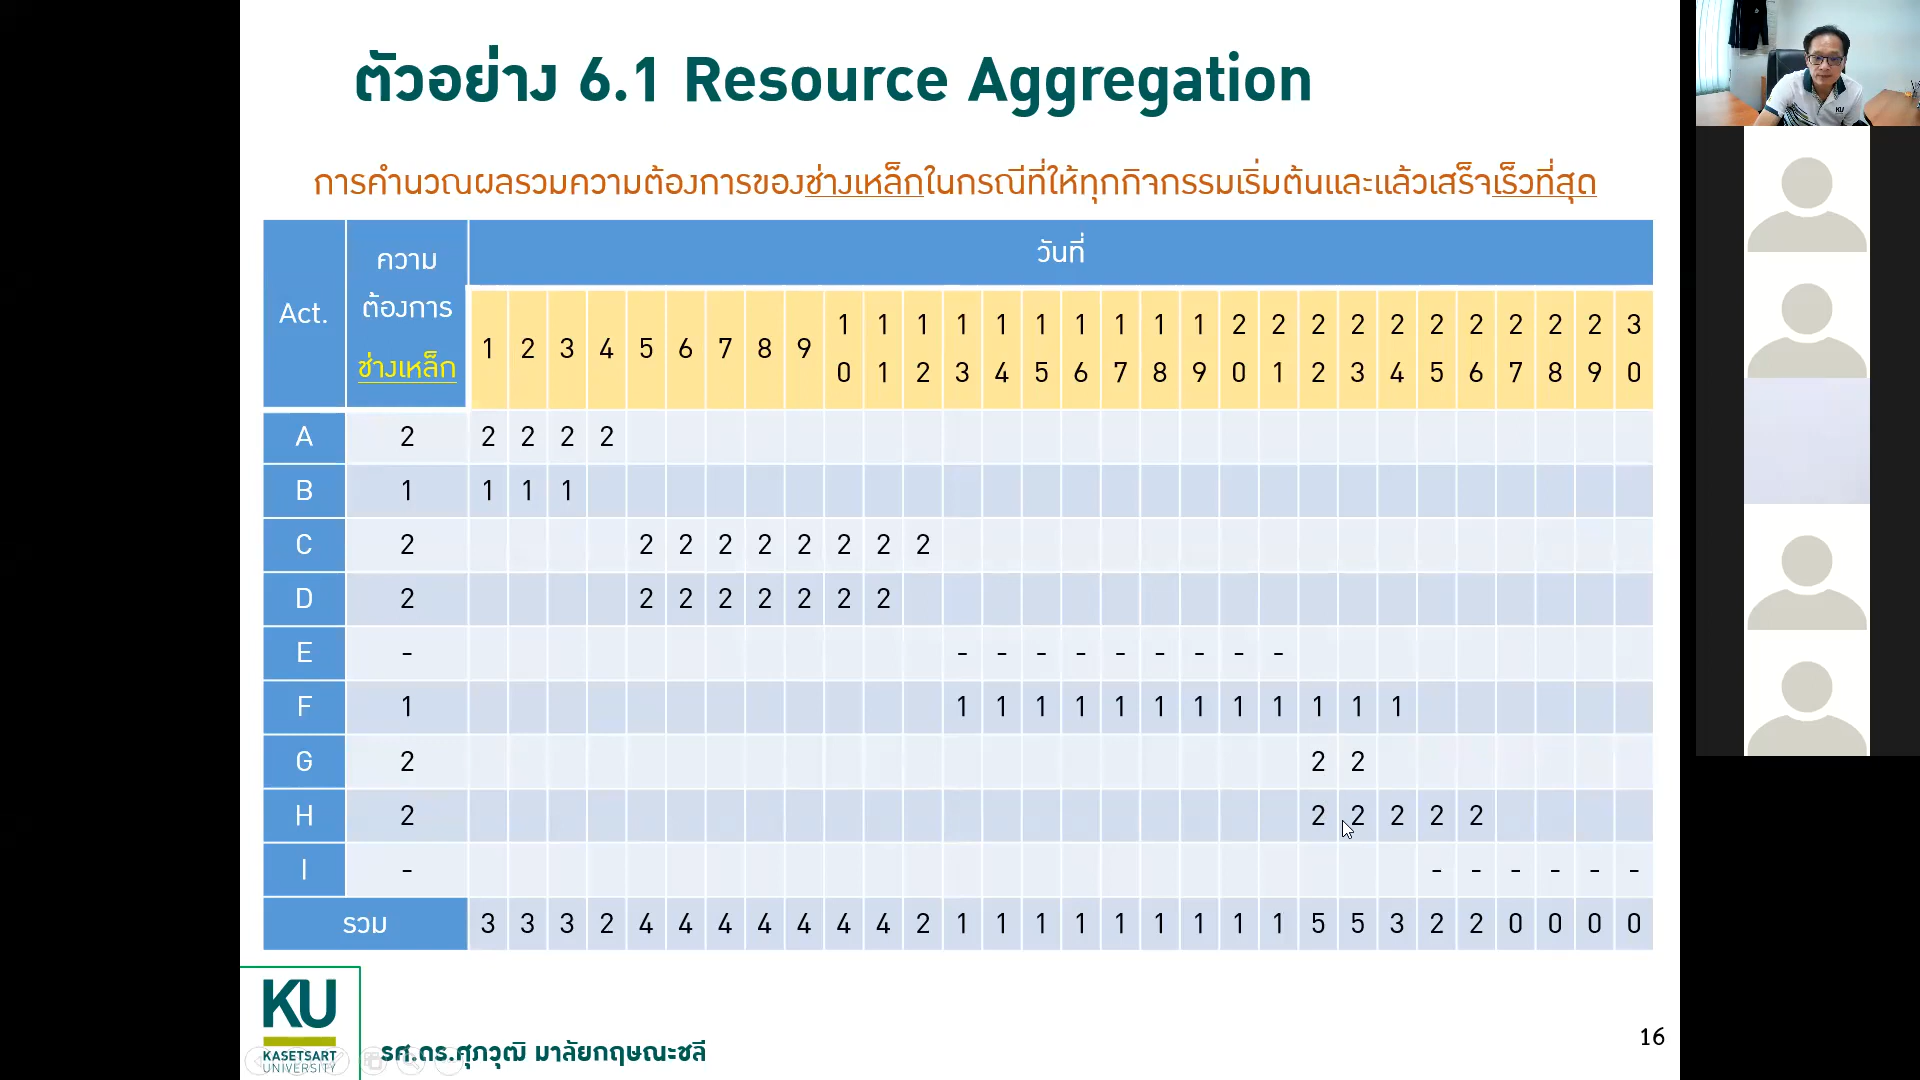 ตัวอย่าง 6.1 Resource Aggregation
การคำนวณผลรวมความต้องการของช่างเหล็กในกรณีที่ให้ทุกกิจกรรมเริ่มต้นและแล้วเสร็จเร็วที่สุด
Act. ความต้องการ ช่างเหล็ก วันที่
1 2 3 4 5 6 7 8 9 10 11 12 13 14 15 16 17 18 19 20 21 22 23 24 25 26 27 28 29 30
A 2 2 2 2 2
B 1 1 1 1
C 2 2 2 2 2 2 2 2 2
D 2 2 2 2 2 2 2 2
E - - - - - - - - - -
F 1 1 1 1 1 1 1 1 1 1 1 1 1
G 2 2 2
H 2 2 2 2 2 2
I - - - - - - -
รวม 3 3 3 2 4 4 4 4 4 4 4 2 1 1 1 1 1 1 1 1 1 5 5 3 2 2 0 0 0 0
KU
KASETSART
UNIVERSITY
รศ.ดร.ศุภวุฒิ มาลัยกฤษณะชลี
16
KU